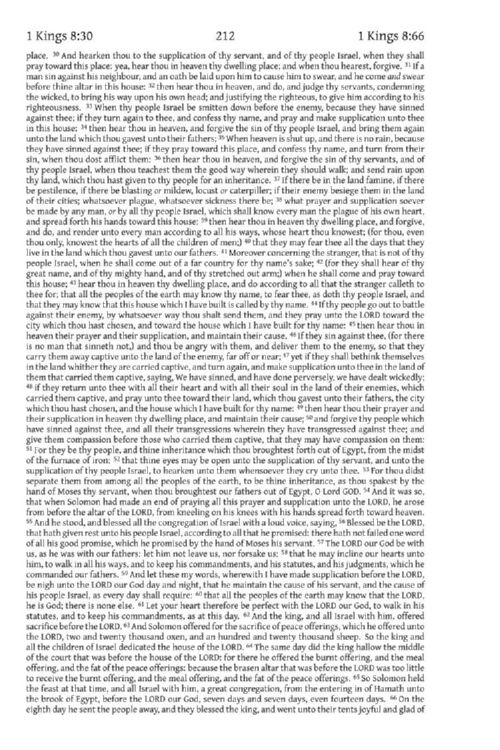 1 Kings 8:30 212 1 Kings 8:66
place. 30 And hearken thou to the supplication of thy servant, and of thy people Israel, when they shall
pray toward this place: yea, hear thou in heaven thy dwelling place; and when thou hearest, forgive. 31 If a
man sin against his neighbour, and an oath be laid upon him to cause him to swear, and he come and swear
before thine altar in this house: 32 then hear thou in heaven, and do, and judge thy servants, condemning
the wicked, to bring his way upon his own head; and justifying the righteous, to give him according to his
righteousness. 33 When thy people Israel be smitten down before the enemy, because they have sinned
against thee; if they turn again to thee, and confess thy name, and pray and make supplication unto thee
in this house: 34 then hear thou in heaven, and forgive the sin of thy people Israel, and bring them again
unto the land which thou gavest unto their fathers; 35 When heaven is shut up, and there is no rain, because
they have sinned against thee; if they pray toward this place, and confess thy name, and turn from their
sin, when thou dost afflict them: 36 then hear thou in heaven, and forgive the sin of thy servants, and of
thy people Israel, when thou teachest them the good way wherein they should walk; and send rain upon
thy land, which thou hast given to thy people for an inheritance. 37 If there be in the land famine, if there
be pestilence, if there be blasting or mildew, locust or caterpiller; if their enemy besiege them in the land
of their cities; whatsoever plague, whatsoever sickness there be; 38 what prayer and supplication soever
be made by any man, or by all thy people Israel, which shall know every man the plague of his own heart,
and spread forth his hands toward this house: 39 then hear thou in heaven thy dwelling place, and forgive,
and do, and render unto every man according to all his ways, whose heart thou knowest; (for thou, even
thou only, knowest the hearts of all the children of men;) 40 that they may fear thee all the days that they
live in the land which thou gavest unto our fathers. 41 Moreover concerning the stranger, that is not of thy
people Israel, when he shall come out of a far country for thy name's sake; 42 (for they shall hear of thy
great name, and of thy mighty hand, and of thy stretched out arm;) when he shall come and pray toward
this house; 43 hear thou in heaven thy dwelling place, and do according to all that the stranger calleth to
thee for; that all the peoples of the earth may know thy name, to fear thee, as doth thy people Israel, and
that they may know that this house which I have built is called by thy name. 44 If thy people go out to battle
against their enemy, by whatsoever way thou shalt send them, and they pray unto the LORD toward the
city which thou hast chosen, and toward the house which I have built for thy name: 45 then hear thou in
heaven their prayer and their supplication, and maintain their cause. 46 If they sin against thee, (for there
is no man that sinneth not,) and thou be angry with them, and deliver them to the enemy, so that they
carry them away captive unto the land of the enemy, far off or near; 47 yet if they shall bethink themselves
in the land whither they are carried captive, and turn again, and make supplication unto thee in the land of
them that carried them captive, saying, We have sinned, and have done perversely, we have dealt wickedly;
48 if they return unto thee with all their heart and with all their soul in the land of their enemies, which
carried them captive, and pray unto thee toward their land, which thou gavest unto their fathers, the city
which thou hast chosen, and the house which I have built for thy name: 49 then hear thou their prayer and
their supplication in heaven thy dwelling place, and maintain their cause; 50 and forgive thy people which
have sinned against thee, and all their transgressions wherein they have transgressed against thee; and
give them compassion before those who carried them captive, that they may have compassion on them:
51 For they be thy people, and thine inheritance which thou broughtest forth out of Egypt, from the midst
of the furnace of iron: 52 that thine eyes may be open unto the supplication of thy servant, and unto the
supplication of thy people Israel, to hearken unto them whensoever they cry unto thee. 53 For thou didst
separate them from among all the peoples of the earth, to be thine inheritance, as thou spakest by the
hand of Moses thy servant, when thou broughtest our fathers out of Egypt, O Lord GOD. 54 And it was so,
that when Solomon had made an end of praying all this prayer and supplication unto the LORD, he arose
from before the altar of the LORD, from kneeling on his knees with his hands spread forth toward heaven.
55 And he stood, and blessed all the congregation of Israel with a loud voice, saying, 56 Blessed be the LORD,
that hath given rest unto his people Israel, according to all that he promised: there hath not failed one word
of all his good promise, which he promised by the hand of Moses his servant. 57 The LORD our God be with
us, as he was with our fathers: let him not leave us, nor forsake us: 58 that he may incline our hearts unto
him, to walk in all his ways, and to keep his commandments, and his statutes, and his judgments, which he
commanded our fathers. 59 And let these my words, wherewith I have made supplication before the LORD,
be nigh unto the LORD our God day and night, that he maintain the cause of his servant, and the cause of
his people Israel, as every day shall require: 60 that all the peoples of the earth may know that the LORD,
he is God; there is none else. 61 Let your heart therefore be perfect with the LORD our God, to walk in his
statutes, and to keep his commandments, as at this day. 62 And the king, and all Israel with him, offered
sacrifice before the LORD. 63 And Solomon offered for the sacrifice of peace offerings, which he offered unto
the LORD, two and twenty thousand oxen, and an hundred and twenty thousand sheep. So the king and
all the children of Israel dedicated the house of the LORD. 64 The same day did the king hallow the middle
of the court that was before the house of the LORD; for there he offered the burnt offering, and the meal
offering, and the fat of the peace offerings: because the brasen altar that was before the LORD was too little
to receive the burnt offering, and the meal offering, and the fat of the peace offerings. 65 So Solomon held
the feast at that time, and all Israel with him, a great congregation, from the entering in of Hamath unto
the brook of Egypt, before the LORD our God, seven days and seven days, even fourteen days. 66 On the
eighth day he sent the people away, and they blessed the king, and went unto their tents joyful and glad of